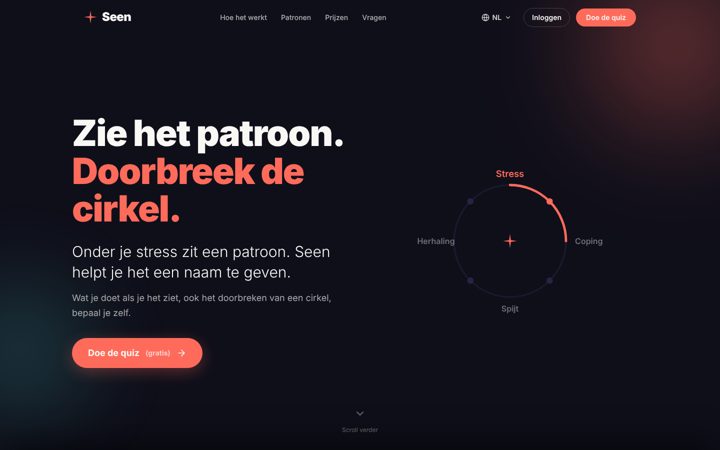 Seen
Hoe het werkt
Patronen
Prijzen
Vragen
NL
Inloggen
Doe de quiz
Zie het patroon.
Doorbreek de
cirkel.
Onder je stress zit een patroon. Seen
helpt je het een naam te geven.
Wat je doet als je het ziet, ook het doorbreken van een cirkel,
bepaal je zelf.
Doe de quiz (gratis)
Stress
Herhaling
Coping
Spijt
Scroll verder